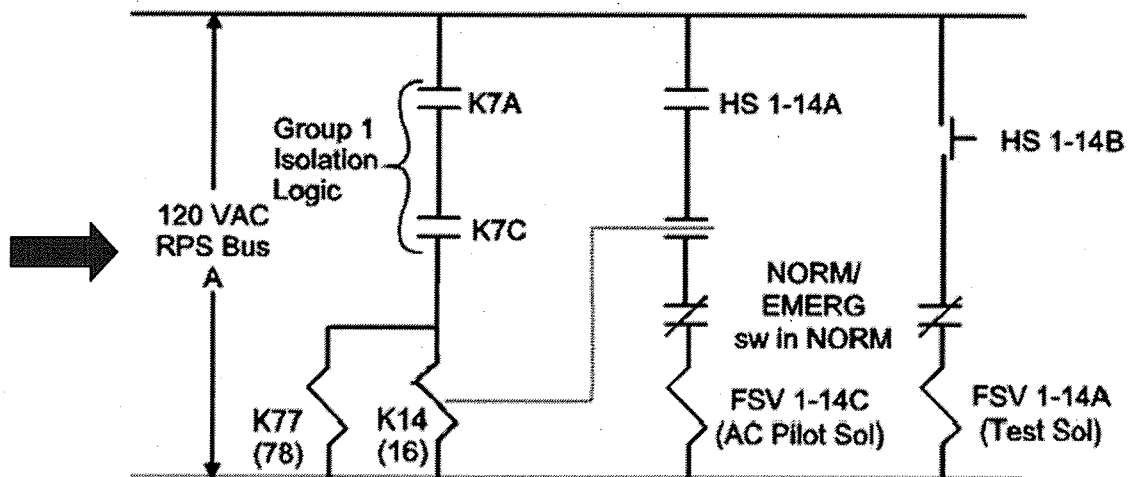 120 VAC
RPS Bus
A
Group 1
Isolation
Logic
K7A
K7C
K77
(78)
K14
(16)
HS 1-14A
NORM/
EMERG
sw in NORM
FSV 1-14C
(AC Pilot Sol)
HS 1-14B
FSV 1-14A
(Test Sol)